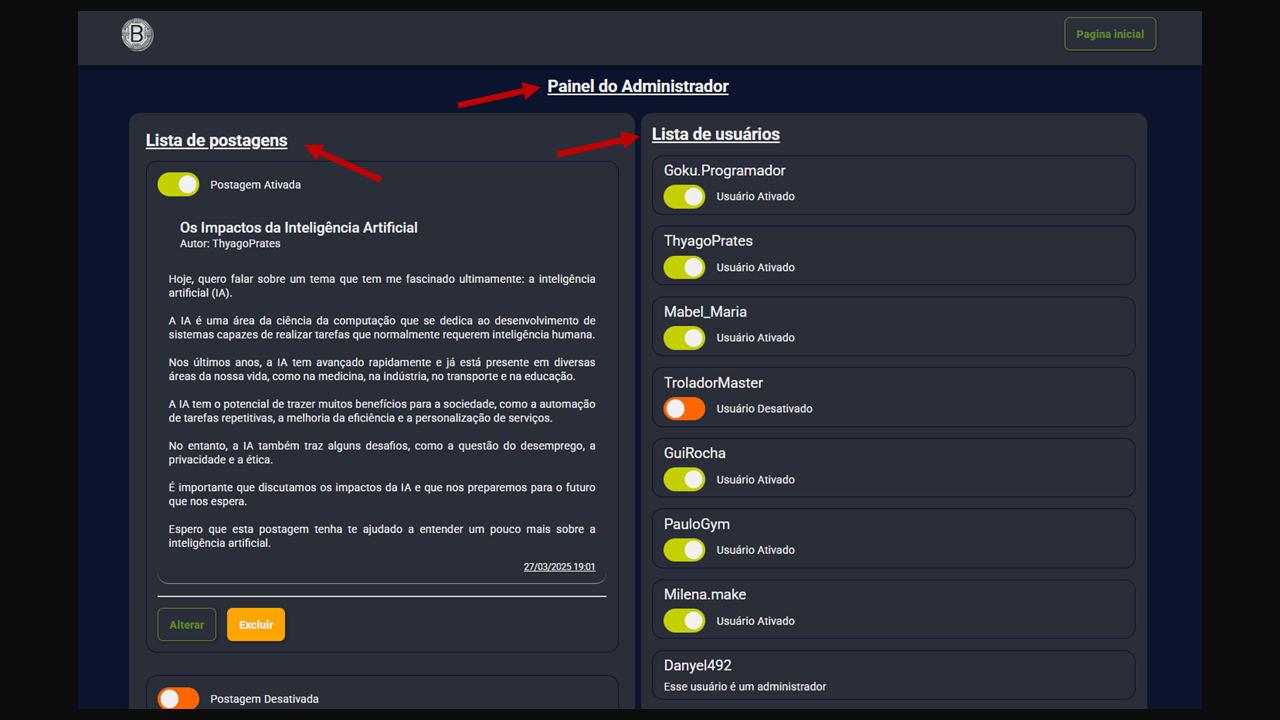 B
Pagina inicial
Painel do Administrador
Lista de postagens
Postagem Ativada
Os Impactos da Inteligência Artificial
Autor: ThyagoPrates
Hoje, quero falar sobre um tema que tem me fascinado ultimamente: a inteligência
artificial (IA).
A IA é uma área da ciência da computação que se dedica ao desenvolvimento de
sistemas capazes de realizar tarefas que normalmente requerem inteligência humana.
Nos últimos anos, a IA tem avançado rapidamente e já está presente em diversas
áreas da nossa vida, como na medicina, na indústria, no transporte e na educação.
A IA tem o potencial de trazer muitos benefícios para a sociedade, como a automação
de tarefas repetitivas, a melhoria da eficiência e a personalização de serviços.
No entanto, a IA também traz alguns desafios, como a questão do desemprego, a
privacidade e a ética.
É importante que discutamos os impactos da IA e que nos preparemos para o futuro
que nos espera.
Espero que esta postagem tenha te ajudado a entender um pouco mais sobre a
inteligência artificial.
27/03/2025 19:01
Alterar
Excluir
Postagem Desativada
Lista de usuários
Goku.Programador
Usuário Ativado
ThyagoPrates
Usuário Ativado
Mabel_Maria
Usuário Ativado
TroladorMaster
Usuário Desativado
GuiRocha
Usuário Ativado
PauloGym
Usuário Ativado
Milena.make
Usuário Ativado
Danyel492
Esse usuário é um administrador